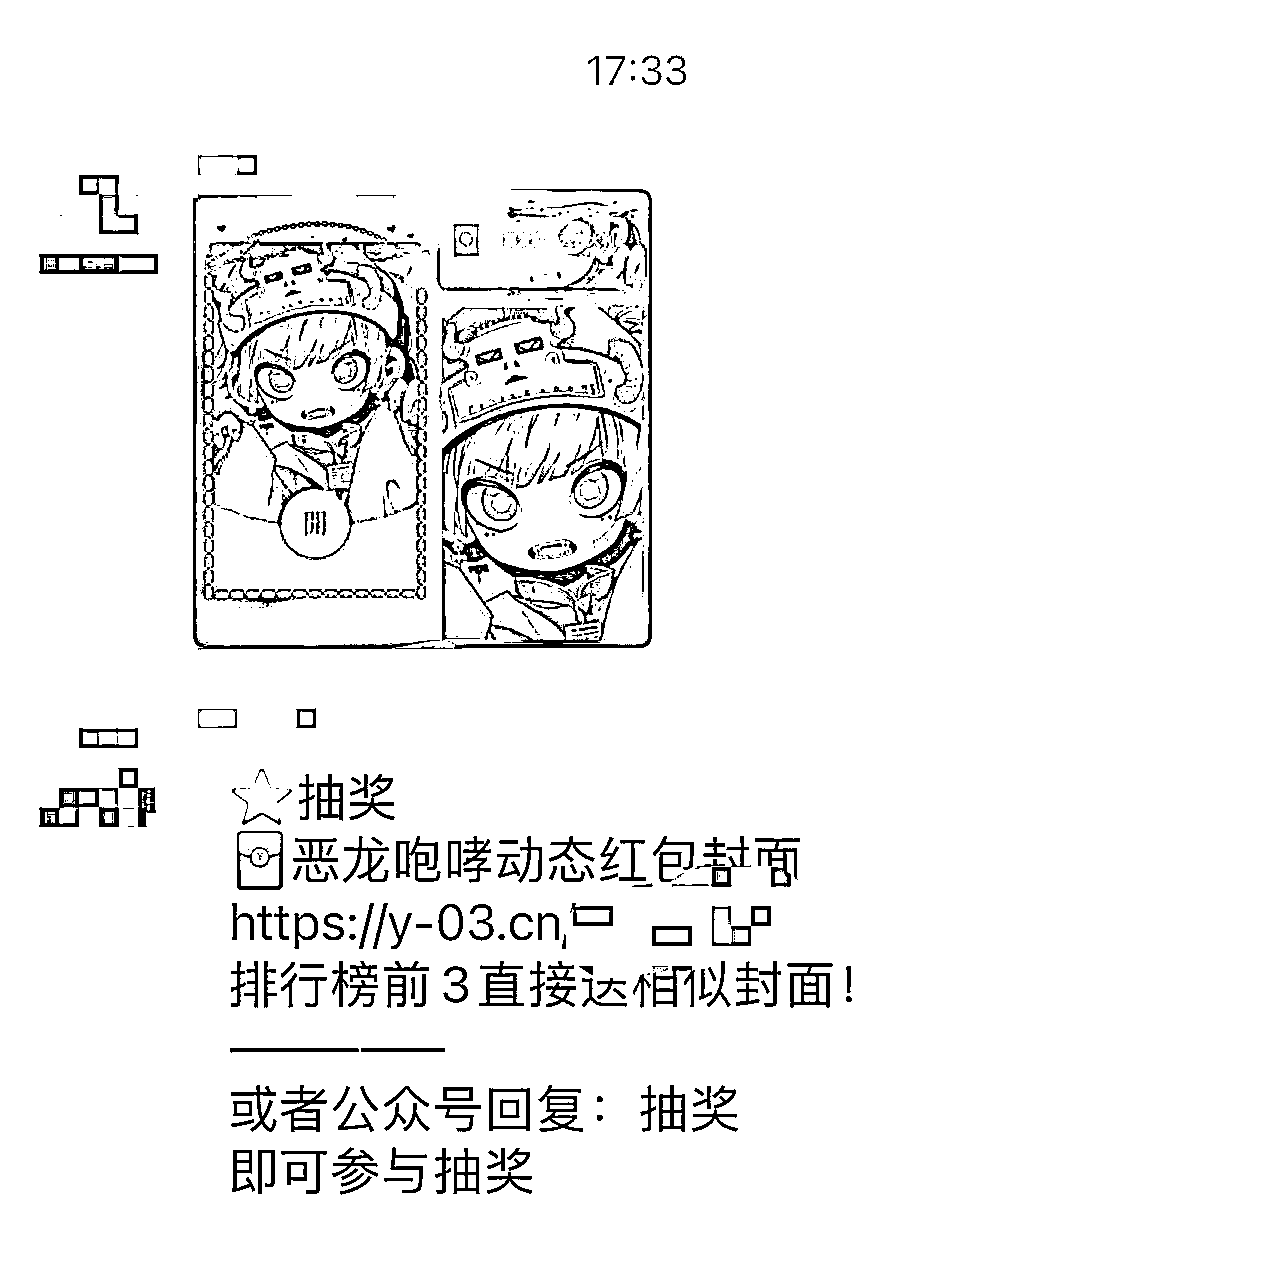 17:33
抽奖
恶龙咆哮动态红包封面
https://y-03.cn/
排行榜前3直接送相似封面！
—————
或者公众号回复：抽奖
即可参与抽奖